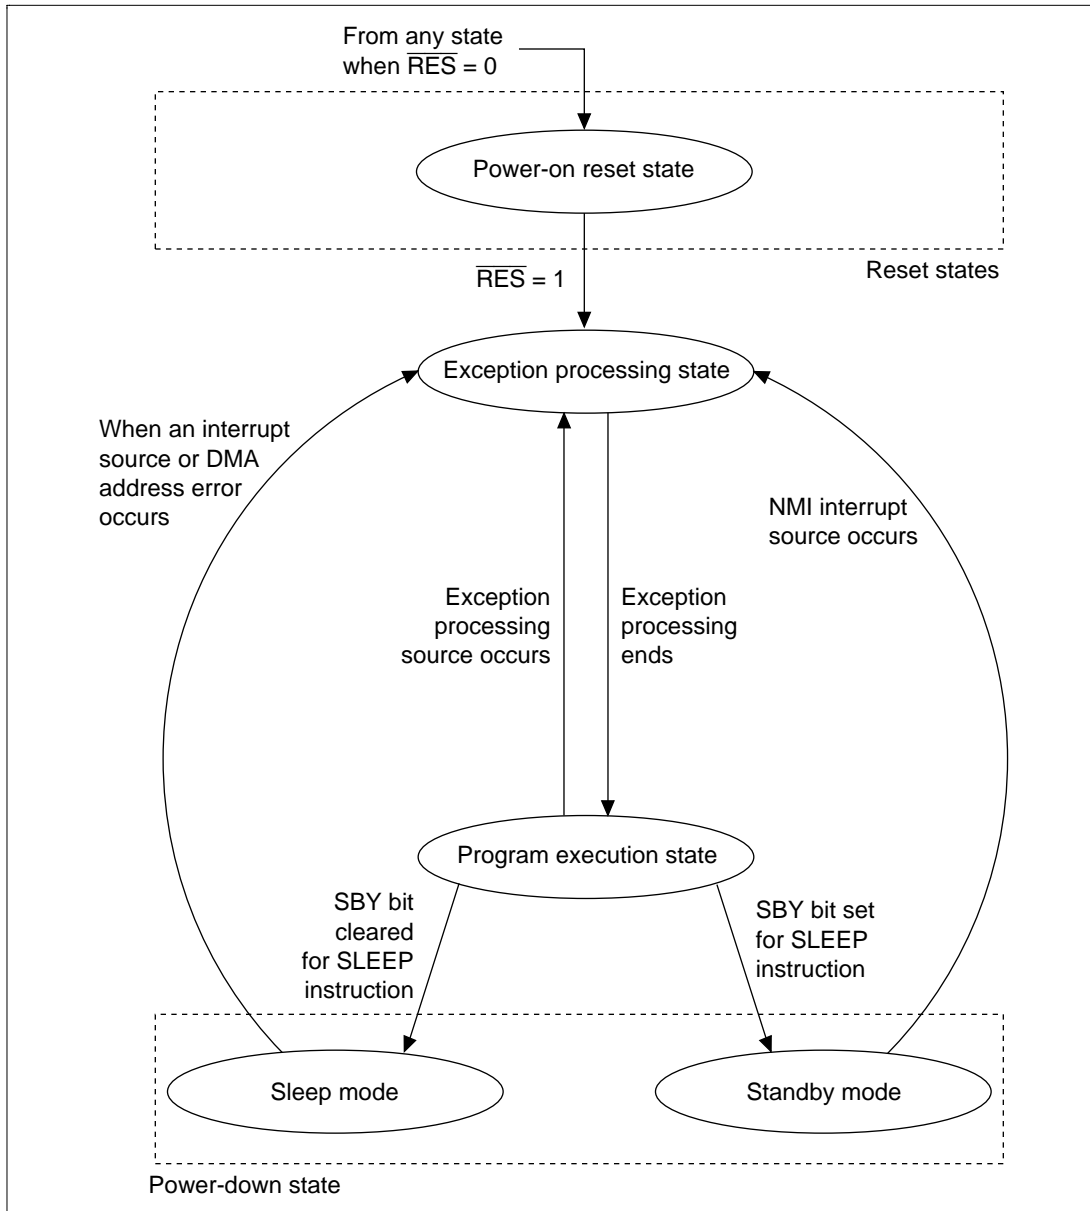 From any state
when R̅E̅S̅ = 0
Power-on reset state
Reset states
R̅E̅S̅ = 1
Exception processing state
When an interrupt
source or DMA
address error
occurs
NMI interrupt
source occurs
Exception
processing
source occurs
Exception
processing
ends
Program execution state
SBY bit
cleared
for SLEEP
instruction
SBY bit set
for SLEEP
instruction
Sleep mode
Standby mode
Power-down state